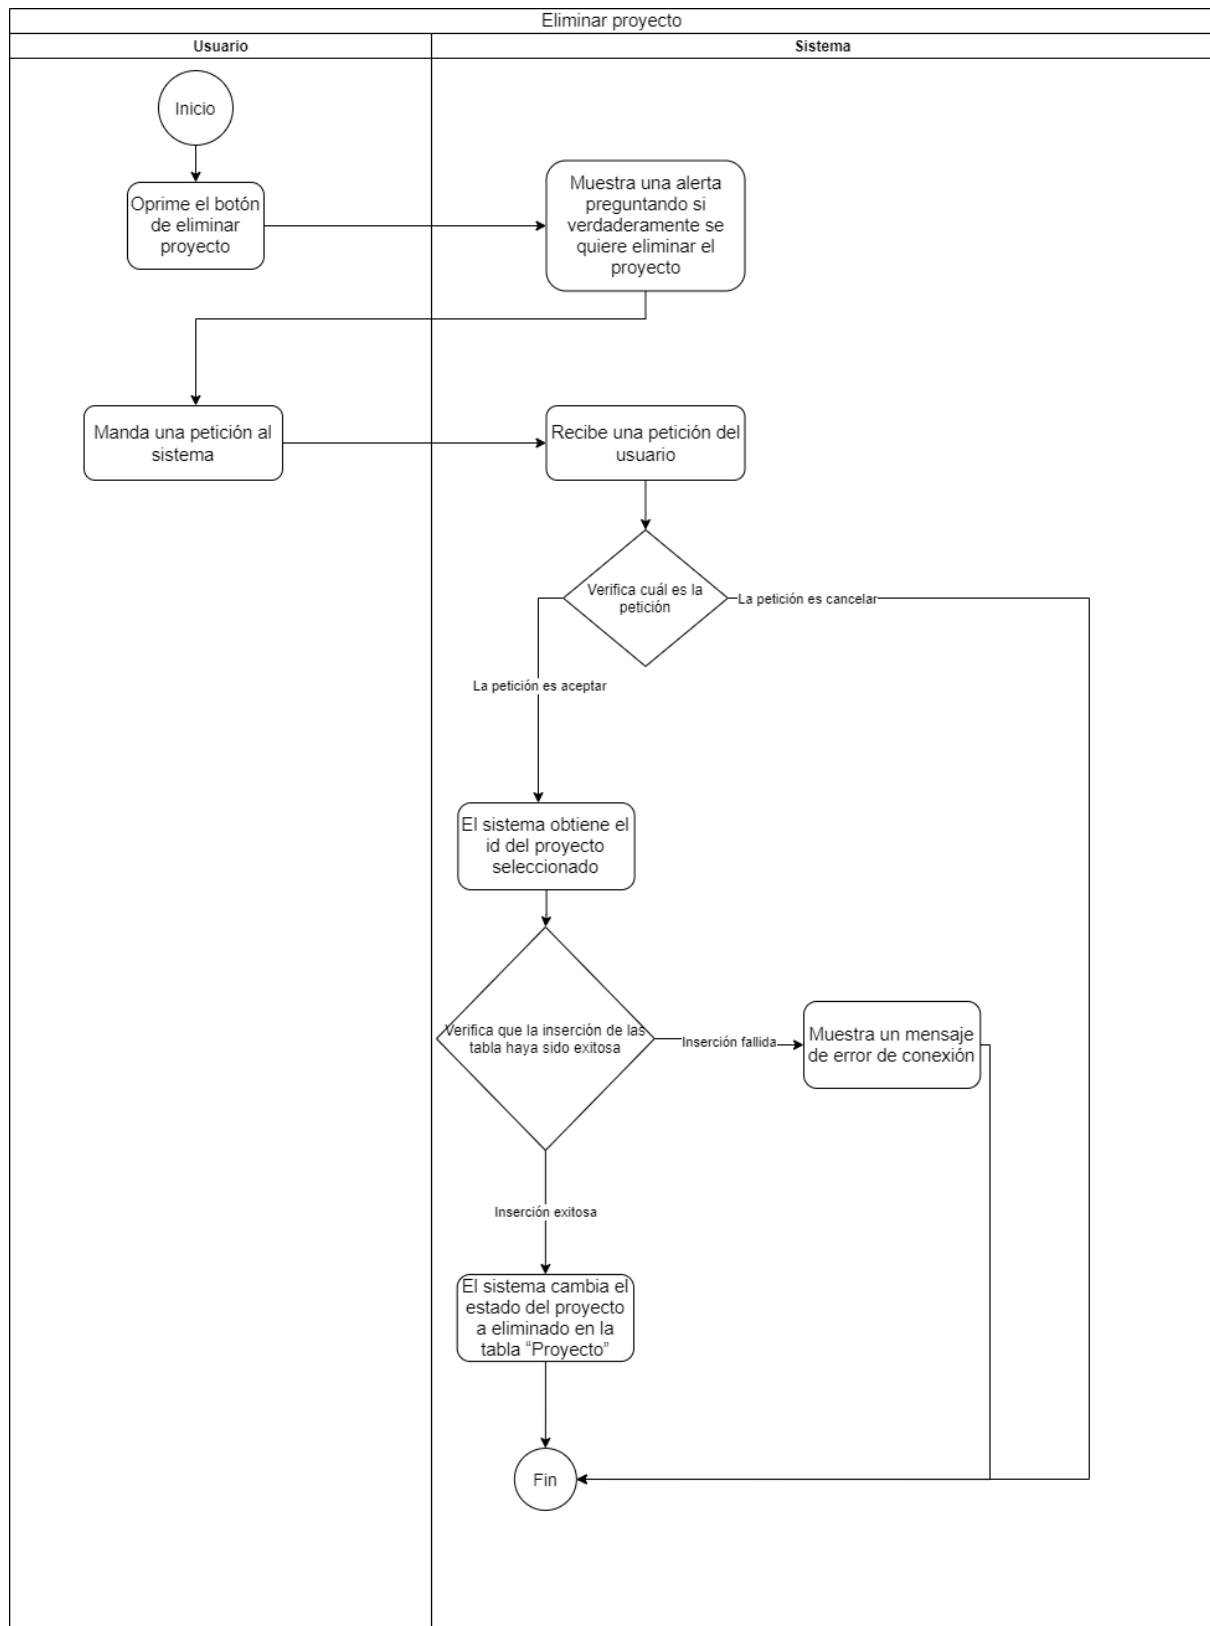 Eliminar proyecto
Usuario
Sistema
Inicio
Oprime el botón
de eliminar
proyecto
Muestra una alerta
preguntando si
verdaderamente se
quiere eliminar el
proyecto
Manda una petición al
sistema
Recibe una petición del
usuario
Verifica cuál es la
petición
La petición es cancelar
La petición es aceptar
El sistema obtiene el
id del proyecto
seleccionado
Verifica que la inserción de las
tabla haya sido exitosa
Inserción fallida
Muestra un mensaje
de error de conexión
Inserción exitosa
El sistema cambia el
estado del proyecto
a eliminado en la
tabla “Proyecto”
Fin